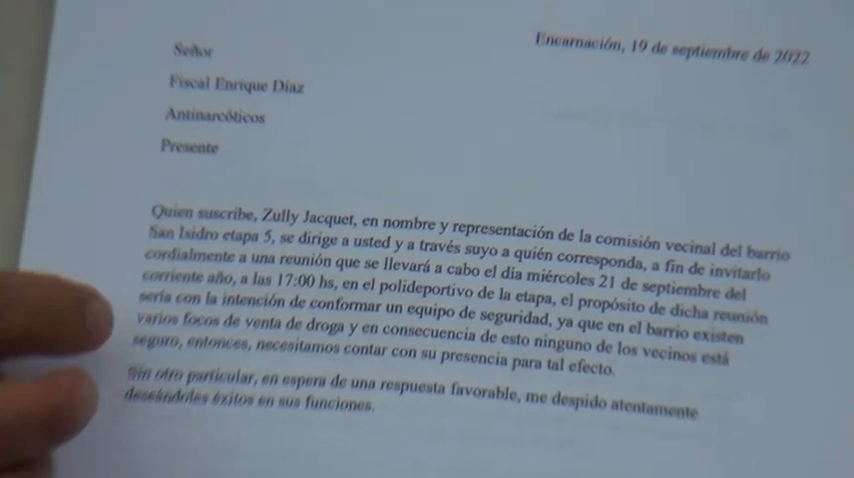 Encarnación, 19 de septiembre de 2022
Señor
Fiscal Enrique Díaz
Antinarcóticos
Presente
Quien suscribe, Zully Jacquet, en nombre y representación de la comisión vecinal del barrio
San Isidro etapa 5, se dirige a usted y a través suyo a quién corresponda, a fin de invitarlo
cordialmente a una reunión que se llevará a cabo el día miércoles 21 de septiembre del
corriente año, a las 17:00 hs, en el polideportivo de la etapa, el propósito de dicha reunión
sería con la intención de conformar un equipo de seguridad, ya que en el barrio existen
varios focos de venta de droga y en consecuencia de esto ninguno de los vecinos está
seguro, entonces, necesitamos contar con su presencia para tal efecto.
Sin otro particular, en espera de una respuesta favorable, me despido atentamente
deseándoles éxitos en sus funciones.